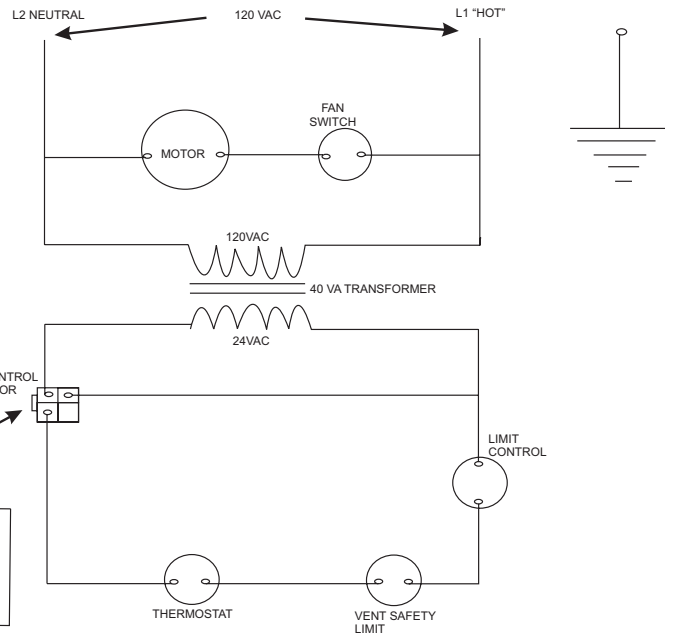 L2 NEUTRAL
120 VAC
L1 “HOT”
FAN
SWITCH
MOTOR
120VAC
40 VA TRANSFORMER
24VAC
LIMIT
CONTROL
THERMOSTAT
VENT SAFETY
LIMIT